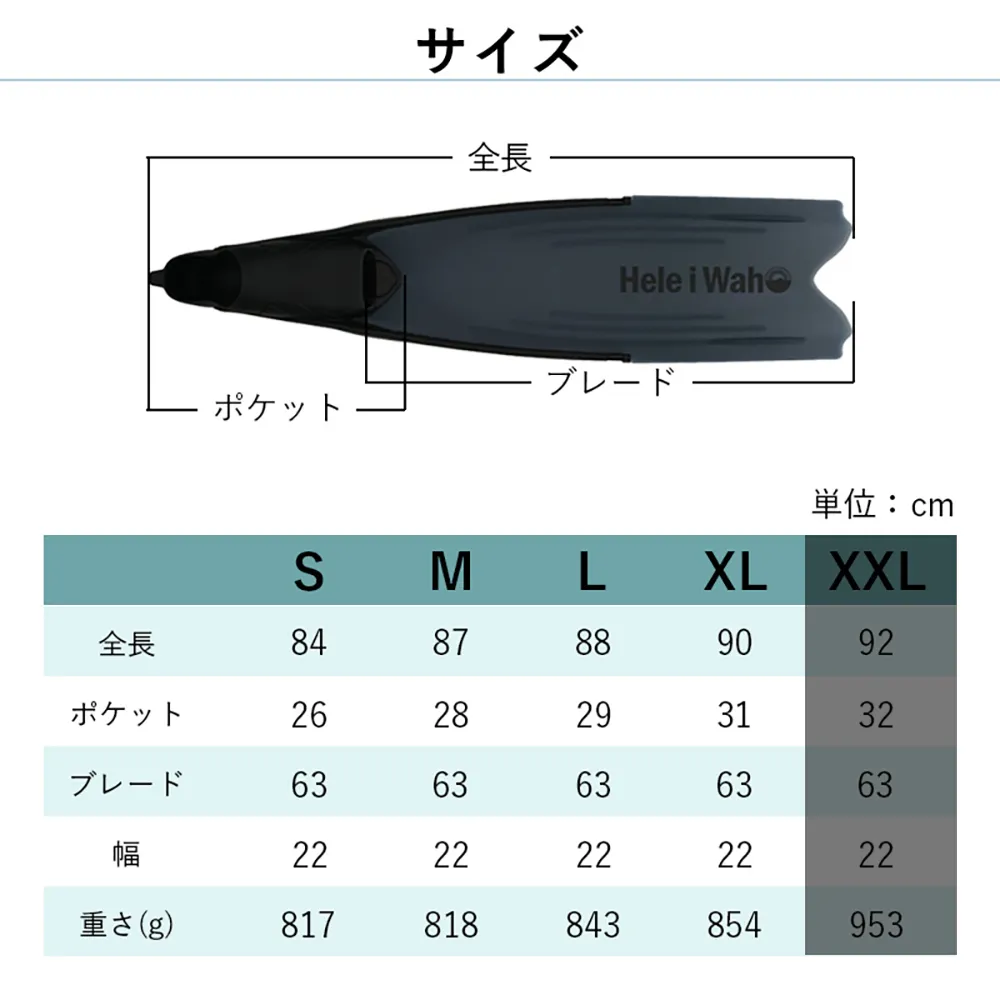 サイズ
全長
Hele i Waho
ブレード
ポケット
単位：cm
S M L XL XXL
全長 84 87 88 90 92
ポケット 26 28 29 31 32
ブレード 63 63 63 63 63
幅 22 22 22 22 22
重さ(g) 817 818 843 854 953